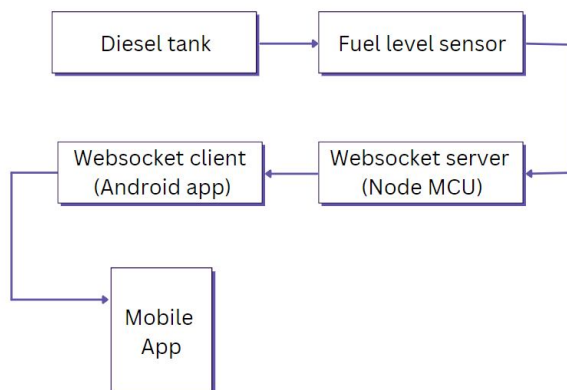 Diesel tank
Fuel level sensor
Websocket client
(Android app)
Websocket server
(Node MCU)
Mobile
App